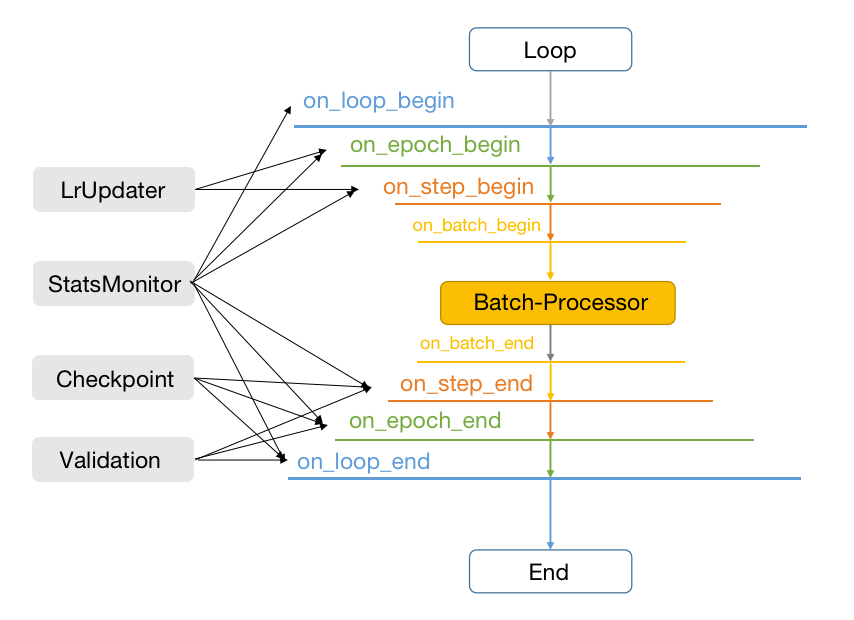 Loop
on_loop_begin
on_epoch_begin
on_step_begin
on_batch_begin
LrUpdater
StatsMonitor
Checkpoint
Validation
Batch-Processor
on_batch_end
on_step_end
on_epoch_end
on_loop_end
End